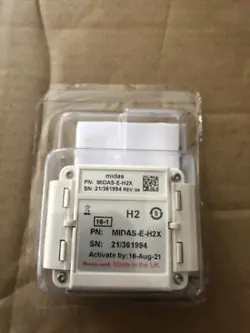 midas
PN: MIDAS-E-H2X
SN: 21/361994
H2
16-1
PN: MIDAS-E-H2X
SN: 21/361994
Activate by: 16-Aug-21
Made in the UK